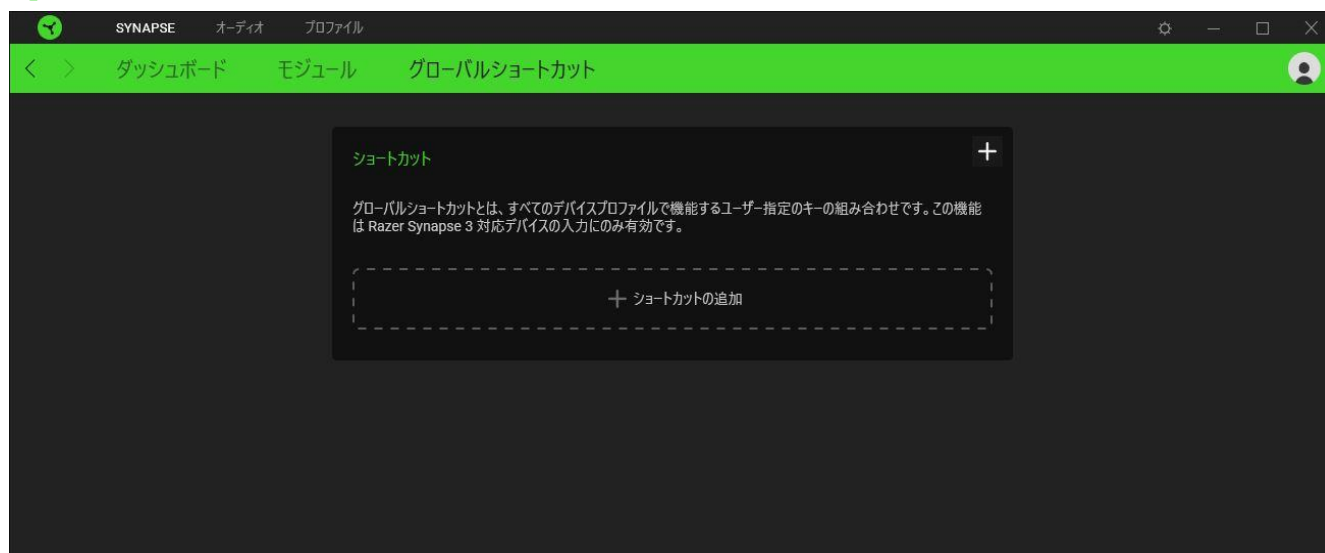 SYNAPSE オーディオ プロファイル
ダッシュボード モジュール グローバルショートカット
ショートカット
グローバルショートカットとは、すべてのデバイスプロファイルで機能するユーザー指定のキーの組み合わせです。この機能
は Razer Synapse 3 対応デバイスの入力にのみ有効です。
ショートカットの追加